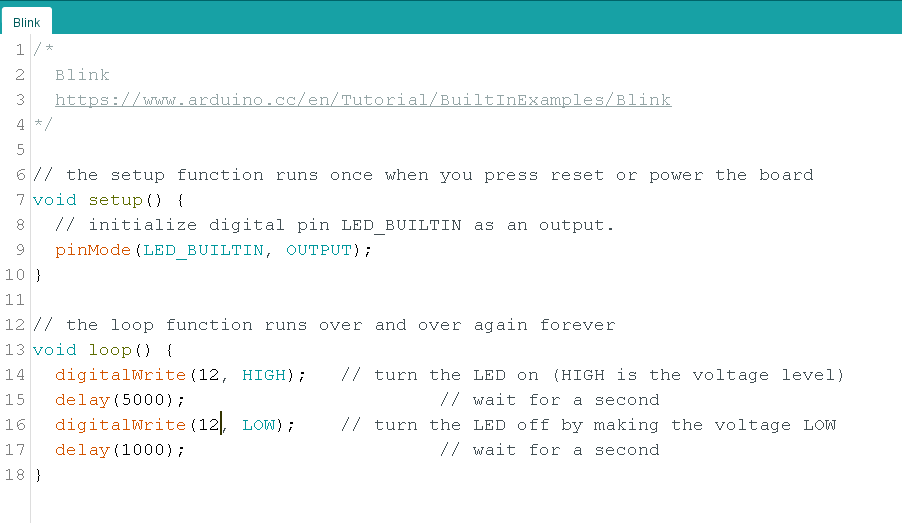 Blink
1 /*
2   Blink
3   https://www.arduino.cc/en/Tutorial/BuiltInExamples/Blink
4 */
5
6 // the setup function runs once when you press reset or power the board
7 void setup() {
8   // initialize digital pin LED_BUILTIN as an output.
9   pinMode(LED_BUILTIN, OUTPUT);
10 }
11
12 // the loop function runs over and over again forever
13 void loop() {
14   digitalWrite(12, HIGH);   // turn the LED on (HIGH is the voltage level)
15   delay(5000);                       // wait for a second
16   digitalWrite(12, LOW);    // turn the LED off by making the voltage LOW
17   delay(1000);                       // wait for a second
18 }